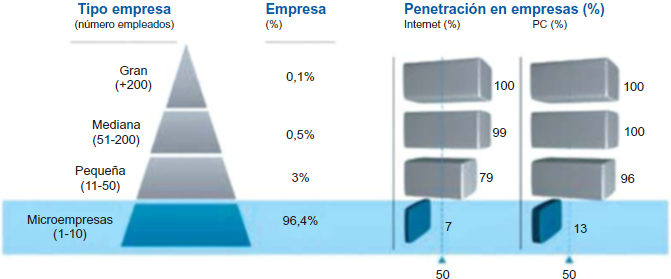 Tipo empresa
(número empleados)
Empresa
(%)
Penetración en empresas (%)
Internet (%)
PC (%)
Gran
(+200)
0,1%
100
100
Mediana
(51-200)
0,5%
99
100
Pequeña
(11-50)
3%
79
96
Microempresas
(1-10)
96,4%
7
13
50
50